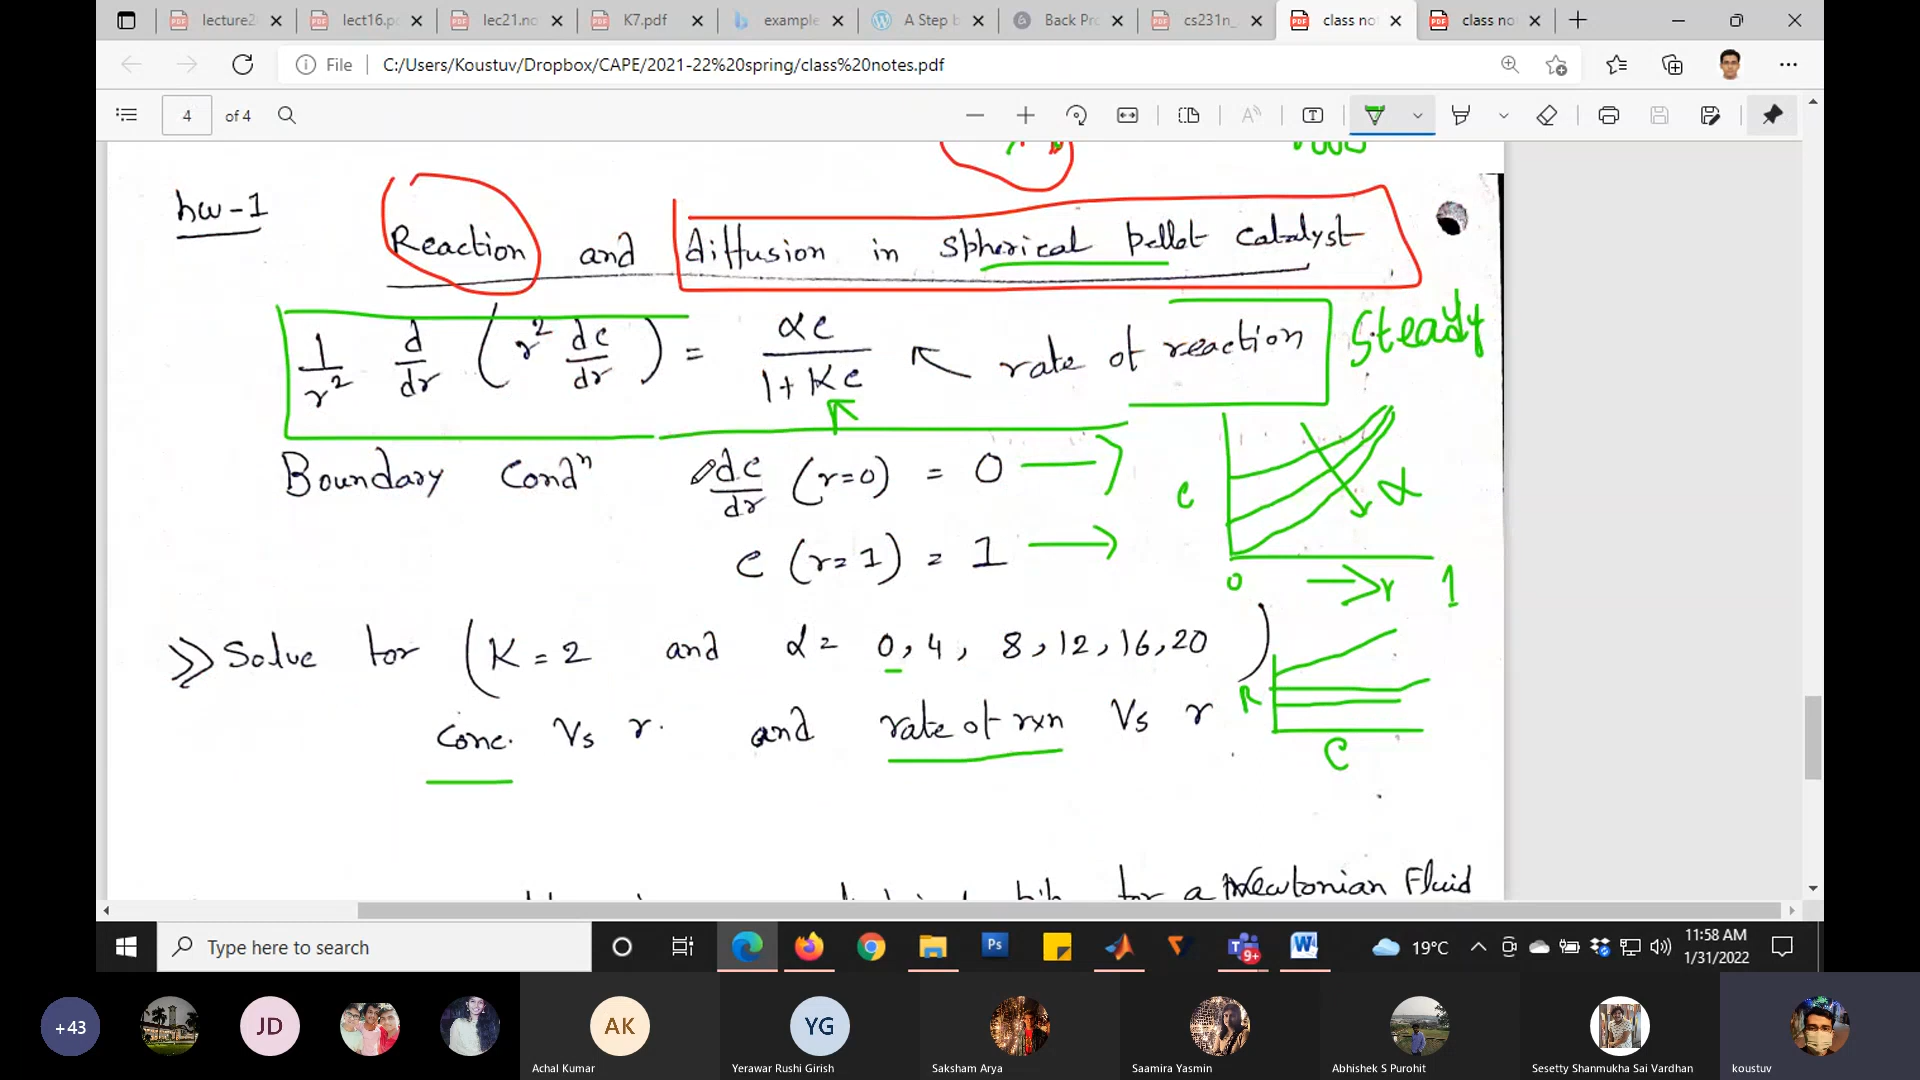 lecture2
lect16.p
lec21.no
K7.pdf
example
A Step b
Back Pro
cs231n_
class no
class no
File
C:/Users/Koustuv/Dropbox/CAPE/2021-22%20spring/class%20notes.pdf
4 of 4
hw-1
Reaction and diffusion in spherical pellet catalyst
1/r² d/dr (r² dc/dr) = αc/1+Kc ← rate of reaction
Steady
Boundary Condⁿ dc/dr (r=0) = 0 →
c (r=1) = 1 →
c
α
0 → r 1
>> Solve for (K = 2 and α = 0, 4, 8, 12, 16, 20)
conc. Vs r. and rate of rxn Vs r
R
C
for a Newtonian Fluid
Type here to search
Ps
9+
W
19°C
11:58 AM
1/31/2022
+43
JD
AK
Achal Kumar
YG
Yerawar Rushi Girish
Saksham Arya
Saamira Yasmin
Abhishek S Purohit
Sesetty Shanmukha Sai Vardhan
koustuv